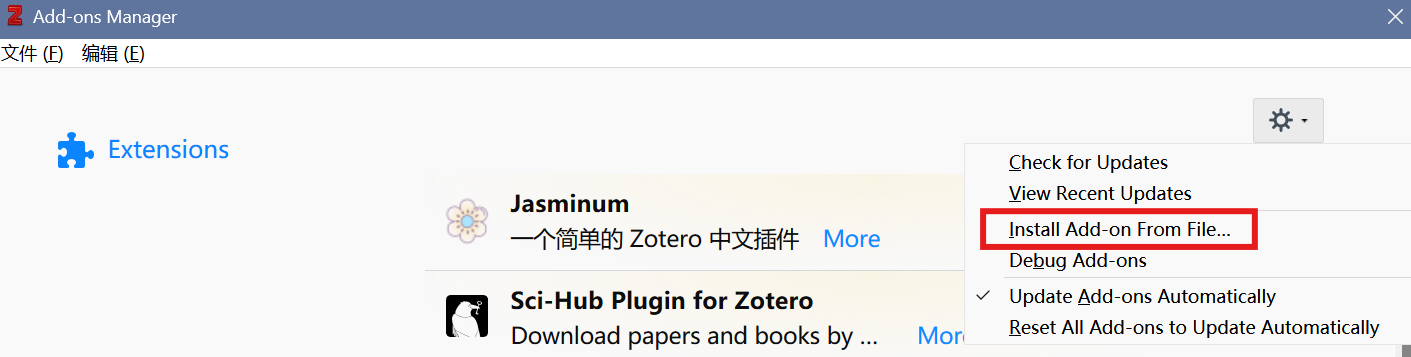 Add-ons Manager
文件 (F) 编辑 (E)
Extensions
Check for Updates
View Recent Updates
Install Add-on From File...
Debug Add-ons
Update Add-ons Automatically
Reset All Add-ons to Update Automatically
Jasminum
一个简单的 Zotero 中文插件 More
Sci-Hub Plugin for Zotero
Download papers and books by ... More